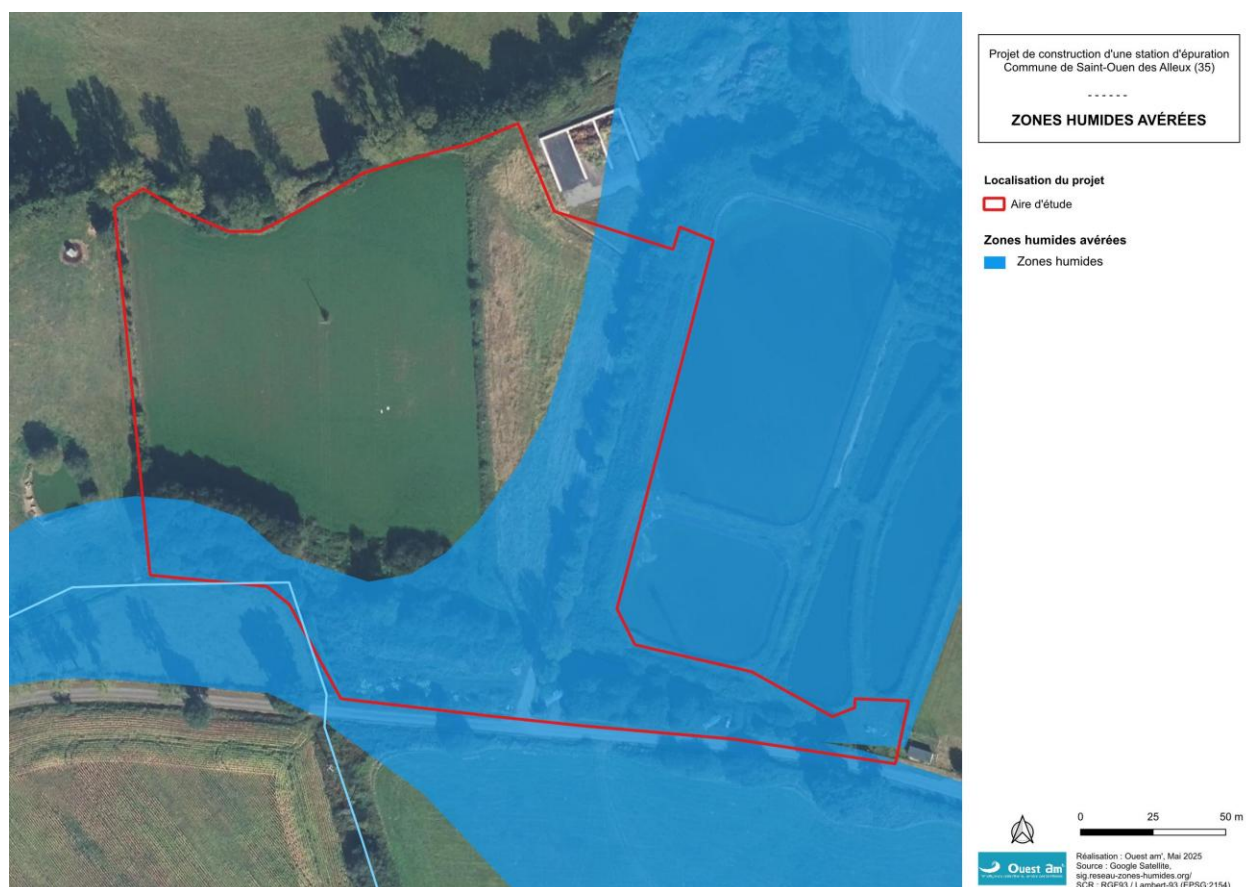 Projet de construction d'une station d'épuration
Commune de Saint-Ouen des Alleux (35)
- - - - - -
ZONES HUMIDES AVÉRÉES
Localisation du projet
Aire d'étude
Zones humides avérées
Zones humides
0 25 50 m
Ouest am'
Réalisation : Ouest am', Mai 2025
Source : Google Satellite,
sig.reseau-zones-humides.org/
SCR : RGF93 / Lambert-93 (EPSG:2154)